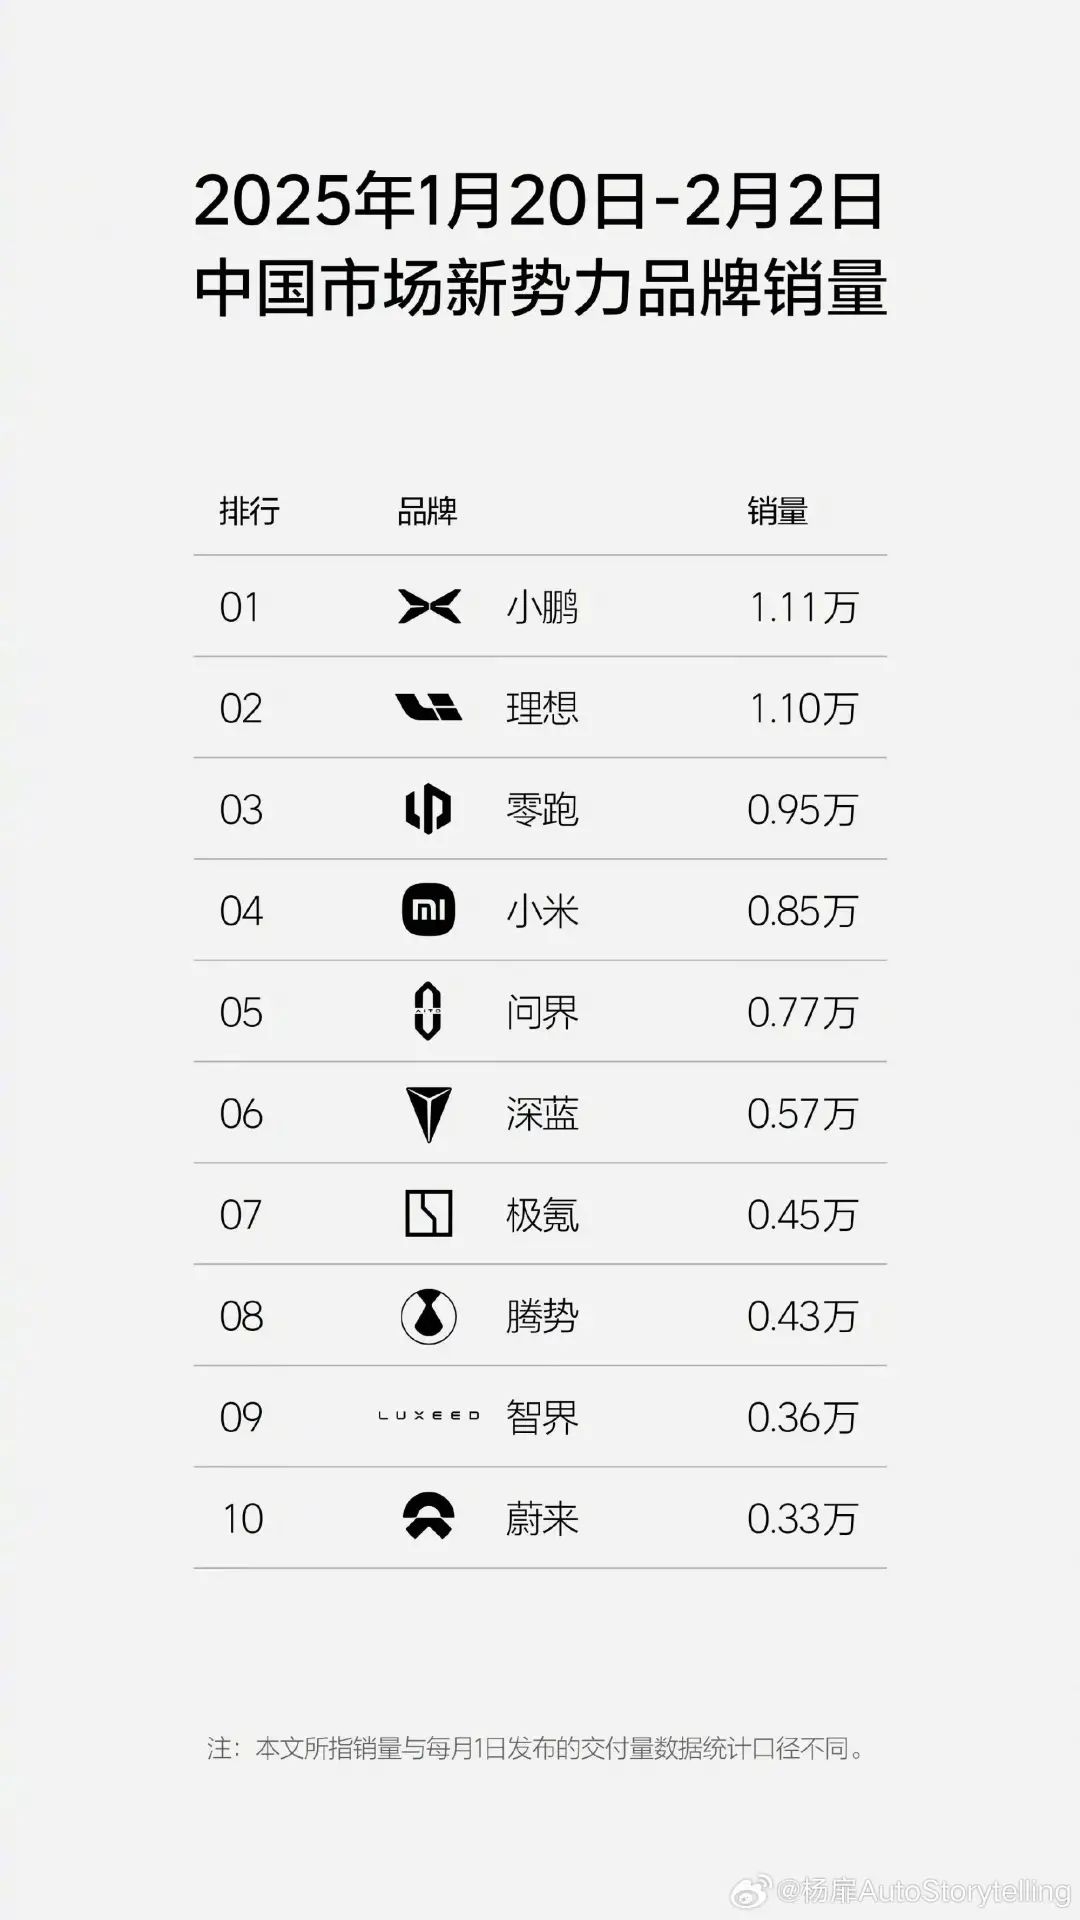 2025年1月20日-2月2日
中国市场新势力品牌销量
排行 品牌 销量
01 小鹏 1.11万
02 理想 1.10万
03 零跑 0.95万
04 mi 小米 0.85万
05 AITO 问界 0.77万
06 深蓝 0.57万
07 极氪 0.45万
08 腾势 0.43万
09 LUXEED 智界 0.36万
10 蔚来 0.33万
注：本文所指销量与每月1日发布的交付量数据统计口径不同。
@杨扉AutoStorytelling